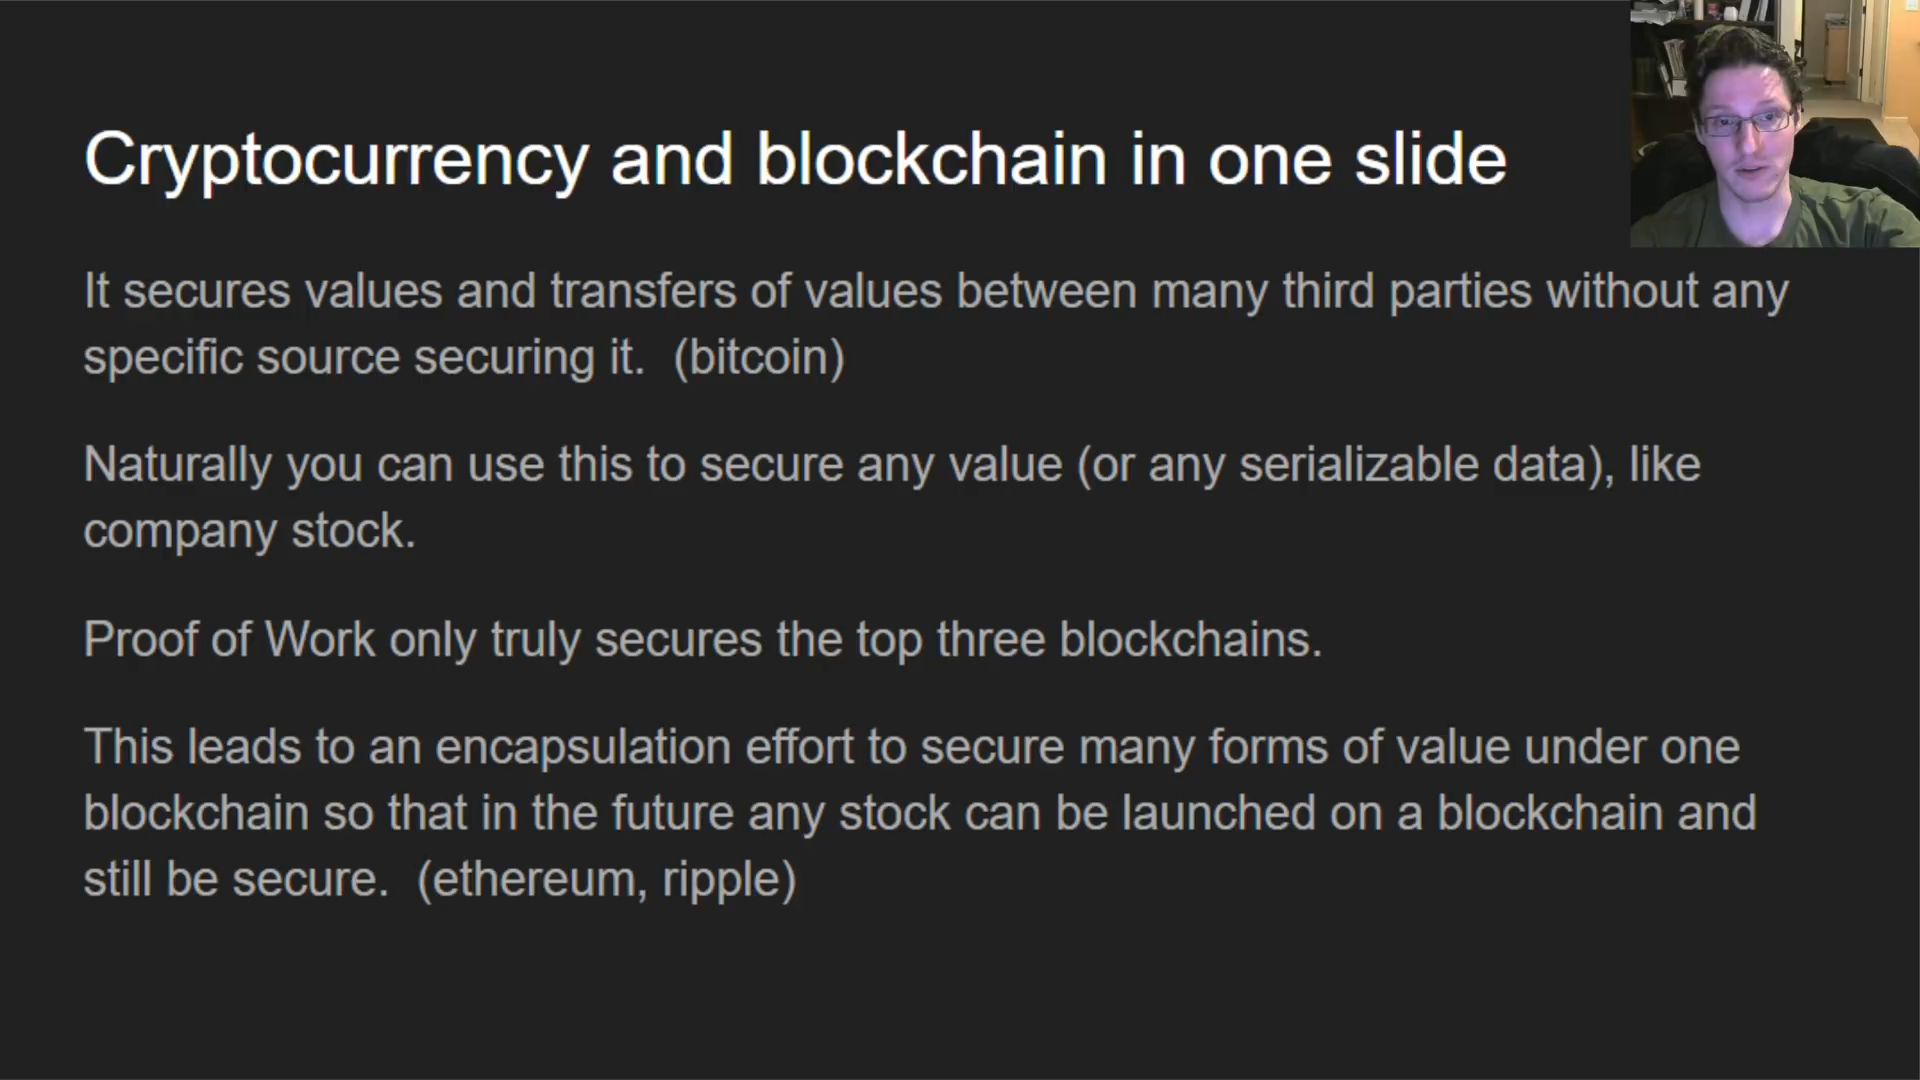 Cryptocurrency and blockchain in one slide
It secures values and transfers of values between many third parties without any
specific source securing it.  (bitcoin)
Naturally you can use this to secure any value (or any serializable data), like
company stock.
Proof of Work only truly secures the top three blockchains.
This leads to an encapsulation effort to secure many forms of value under one
blockchain so that in the future any stock can be launched on a blockchain and
still be secure.  (ethereum, ripple)